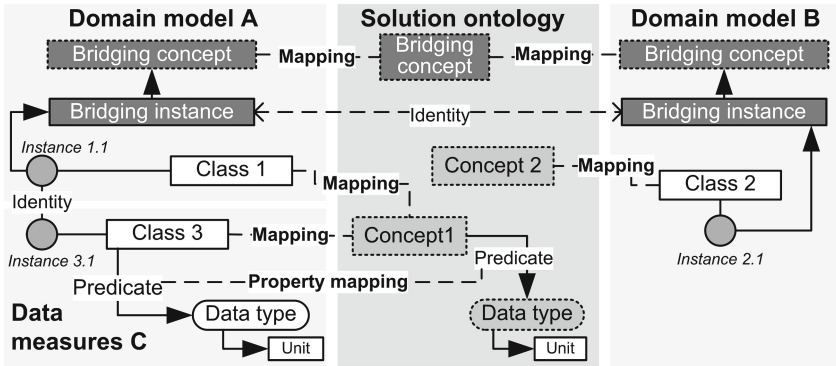 Domain model A
Solution ontology
Domain model B
Bridging concept
Mapping
Bridging
concept
Mapping
Bridging concept
Bridging instance
Identity
Bridging instance
Instance 1.1
Class 1
Mapping
Concept 2
Mapping
Class 2
Identity
Instance 3.1
Class 3
Mapping
Concept1
Predicate
Instance 2.1
Predicate
Property mapping
Data
measures C
Data type
Unit
Data type
Unit